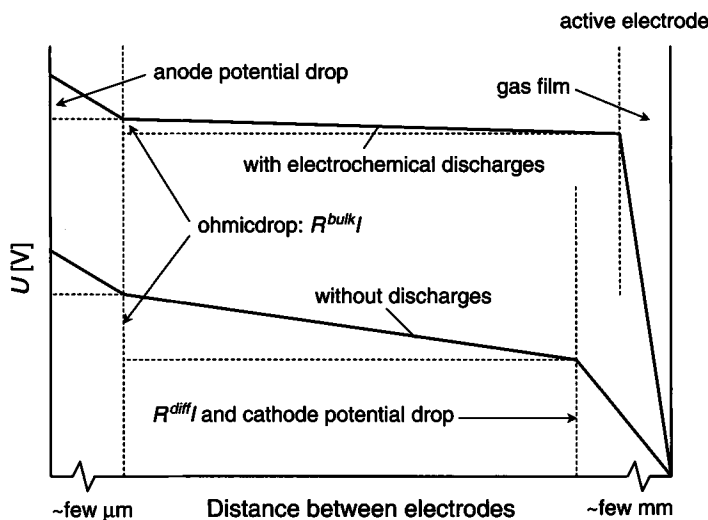 active electrode
anode potential drop
gas film
with electrochemical discharges
ohmicdrop: R^bulk I
U [V]
without discharges
R^diff I and cathode potential drop
~few µm
Distance between electrodes
~few mm